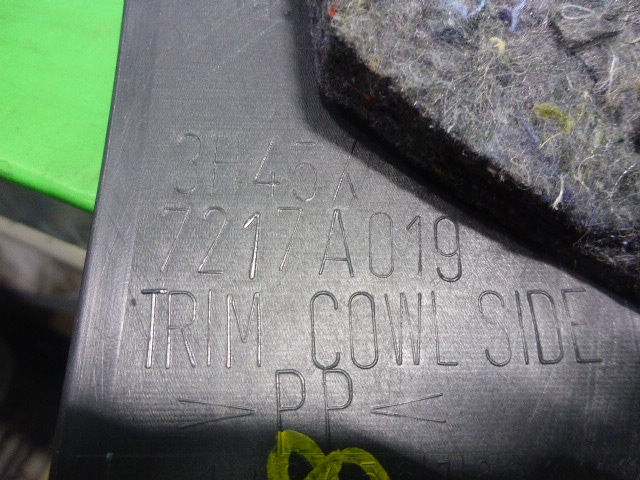 3H45X
7217A019
TRIM COWL SIDE
>PP<